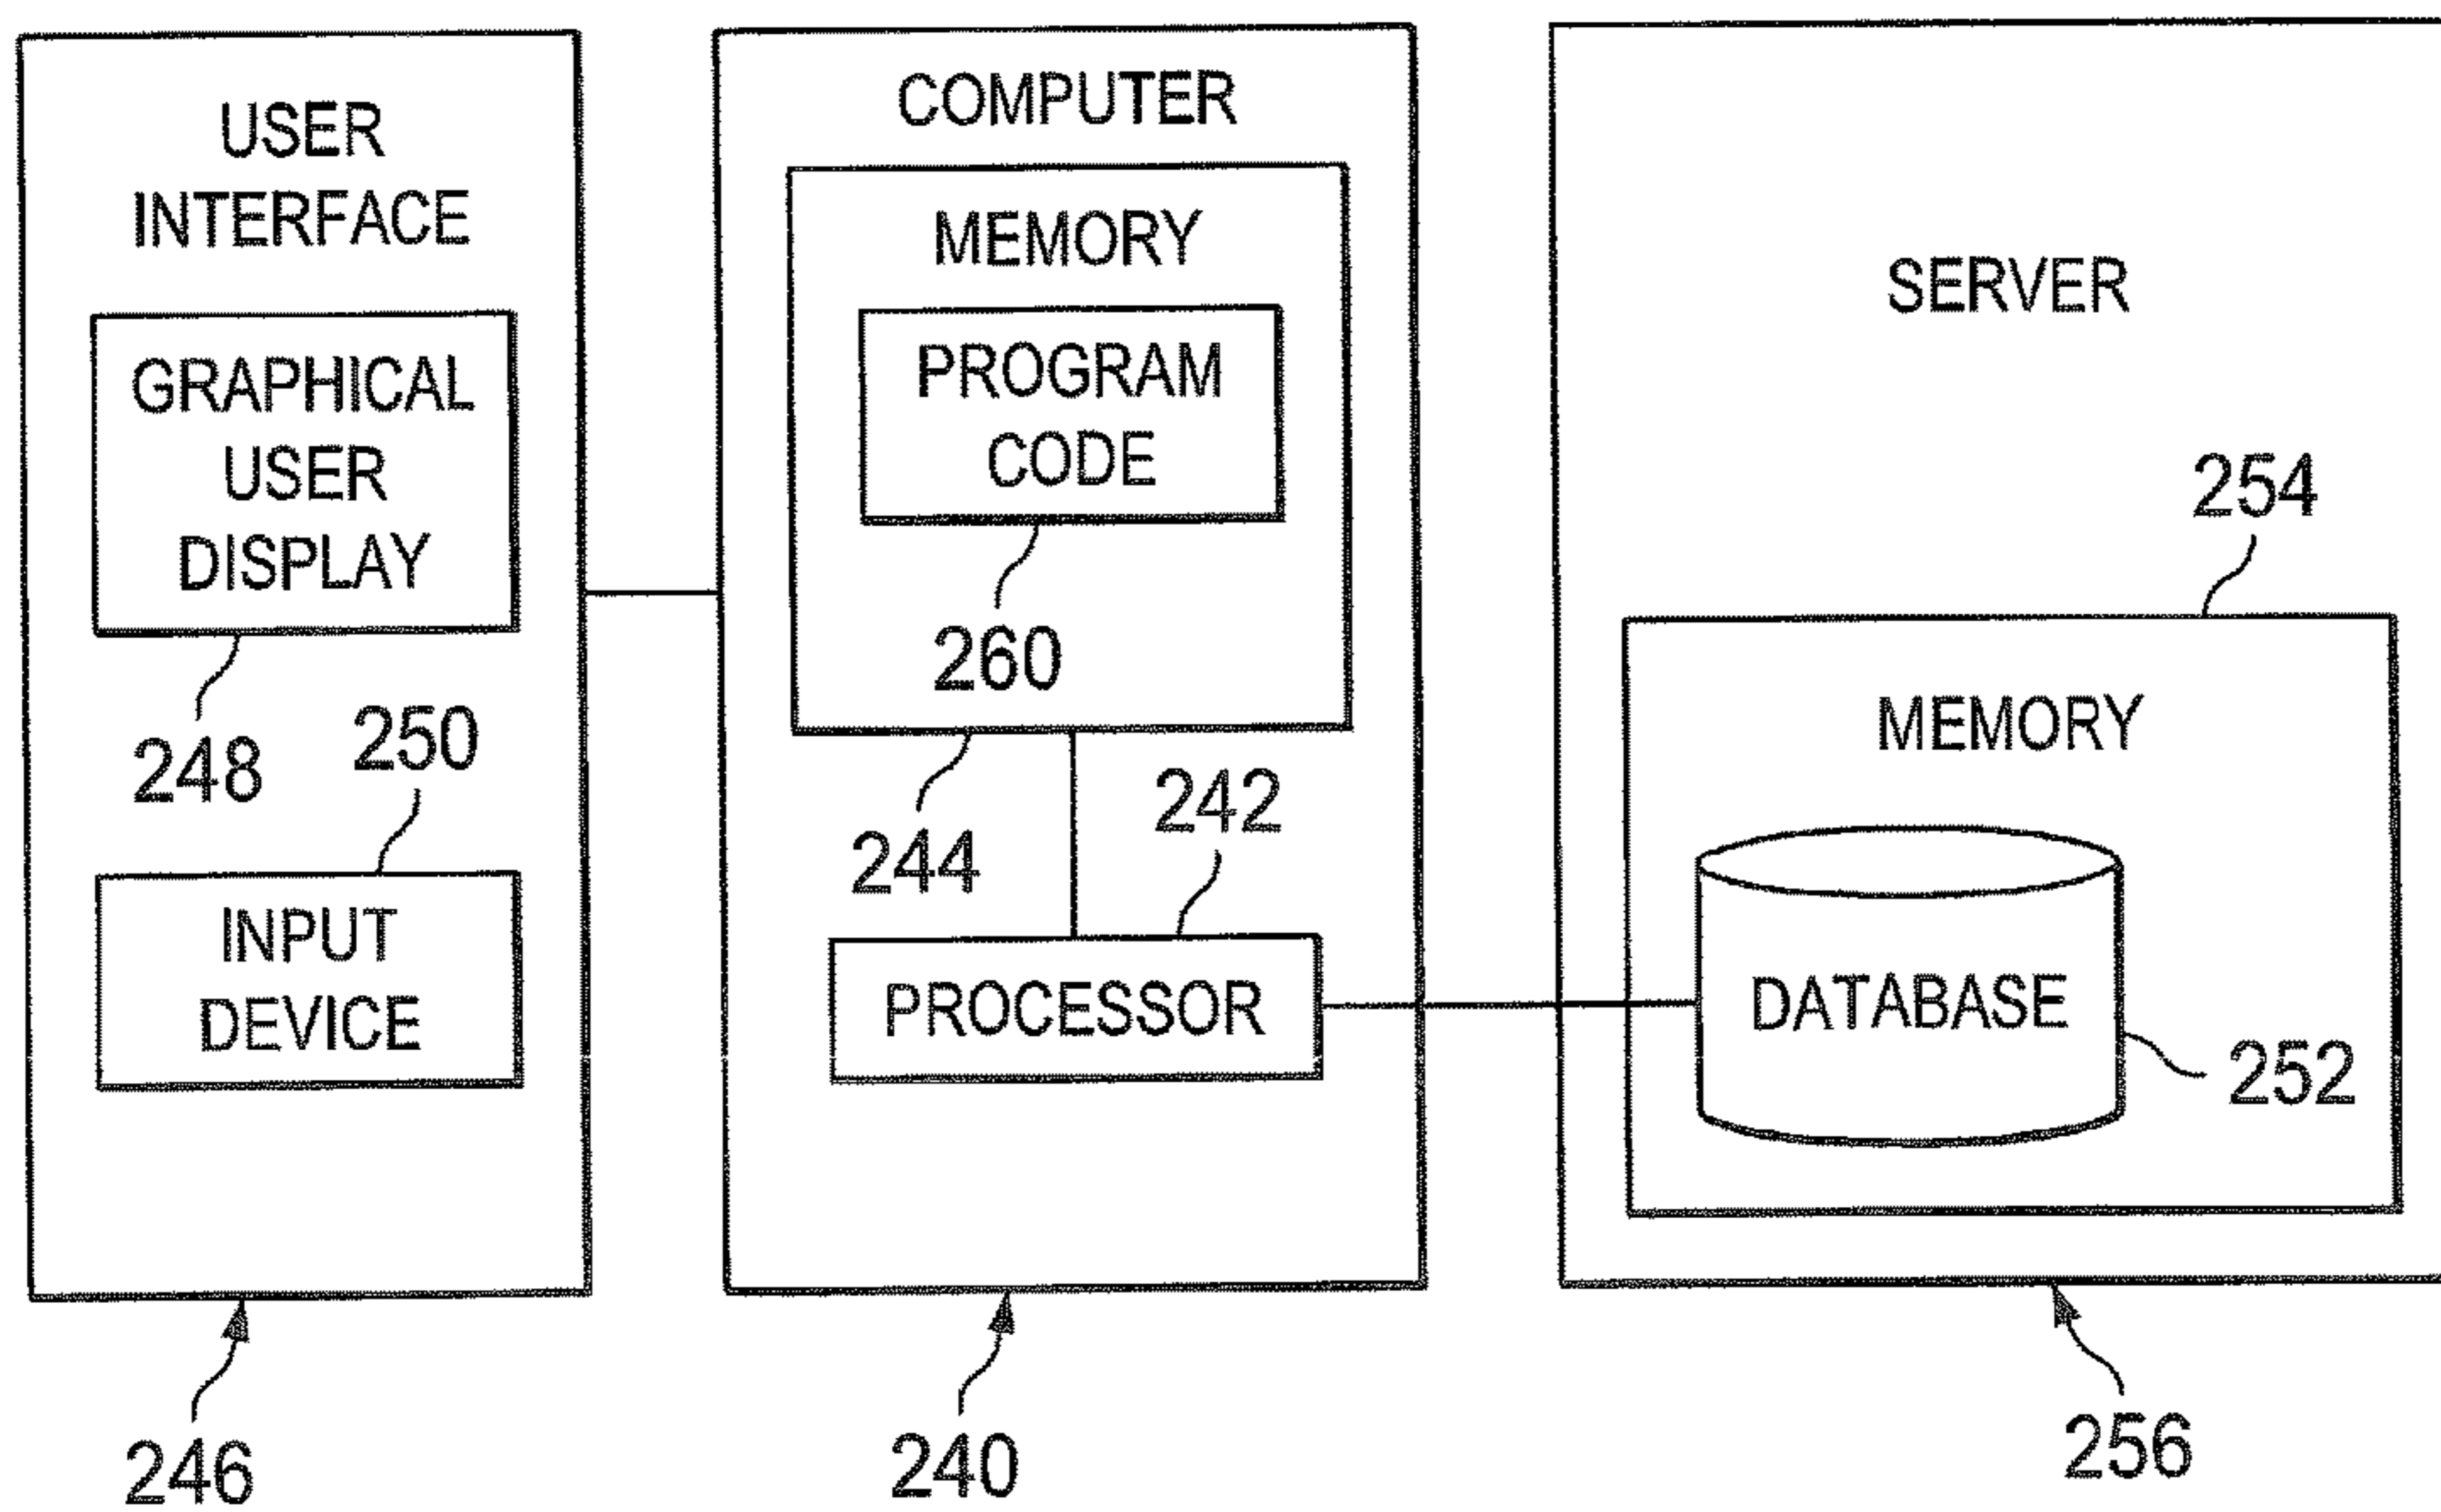 USER
INTERFACE
GRAPHICAL
USER
DISPLAY
248
250
INPUT
DEVICE
246
COMPUTER
MEMORY
PROGRAM
CODE
260
244
242
PROCESSOR
240
SERVER
254
MEMORY
DATABASE
252
256